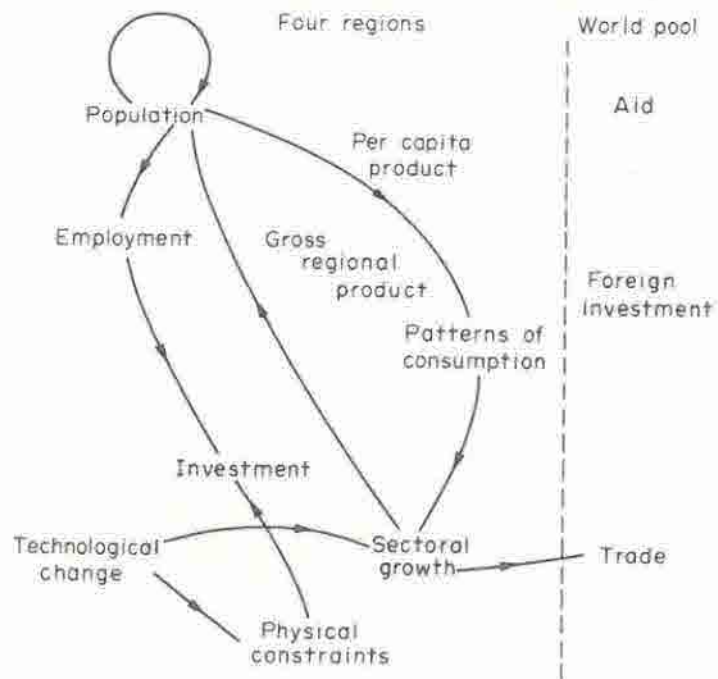 Four regions
World pool
Population
Aid
Per capita
product
Employment
Gross
regional
product
Foreign
investment
Patterns of
consumption
Investment
Technological
change
Sectoral
growth
Trade
Physical
constraints